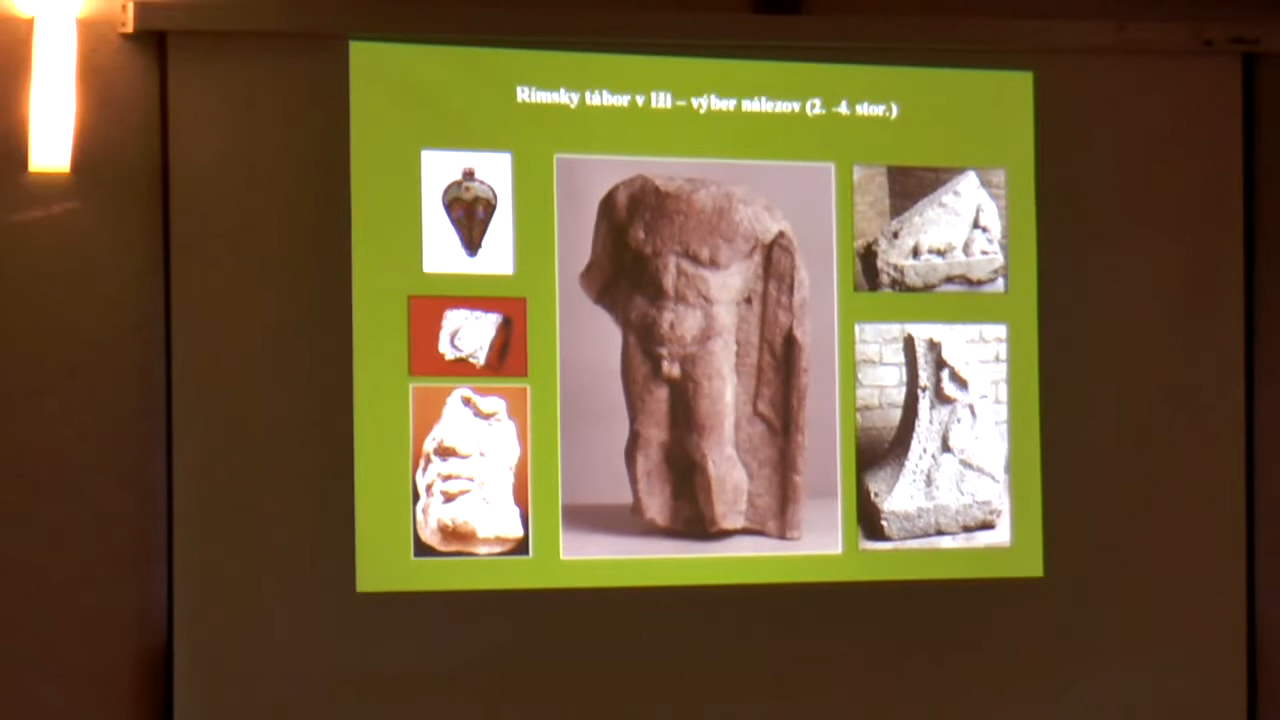 Rímsky tábor v Iži – výber nálezov (2. -4. stor.)